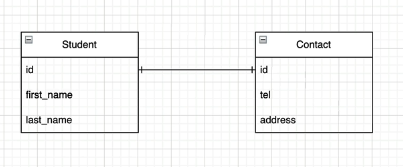 Student
id
first_name
last_name
Contact
id
tel
address